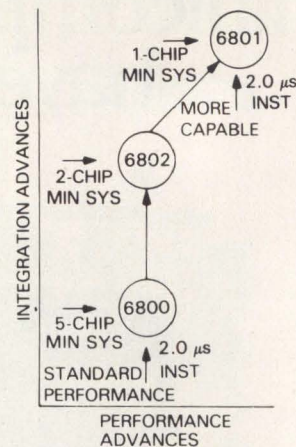 6801
1-CHIP
MIN SYS
2.0 μs
INST
MORE
CAPABLE
6802
2-CHIP
MIN SYS
INTEGRATION ADVANCES
6800
5-CHIP
MIN SYS
2.0 μs
INST
STANDARD
PERFORMANCE
PERFORMANCE
ADVANCES